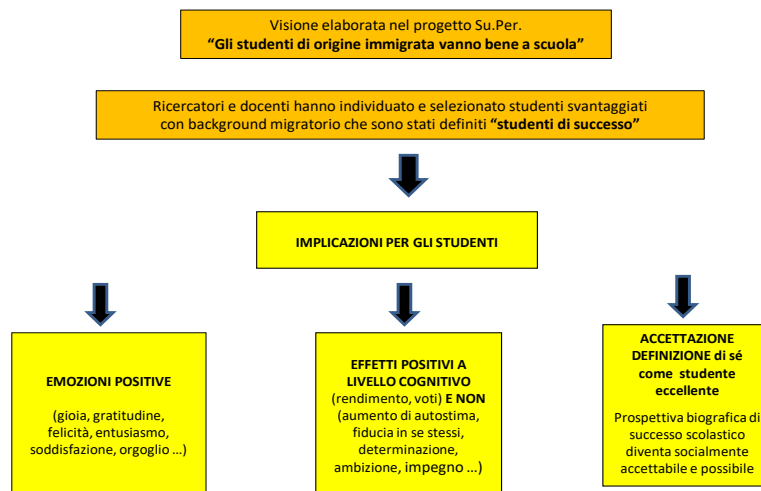 Visione elaborata nel progetto Su.Per.
“Gli studenti di origine immigrata vanno bene a scuola”
Ricercatori e docenti hanno individuato e selezionato studenti svantaggiati
con background migratorio che sono stati definiti “studenti di successo”
IMPLICAZIONI PER GLI STUDENTI
EMOZIONI POSITIVE
(gioia, gratitudine,
felicità, entusiasmo,
soddisfazione, orgoglio …)
EFFETTI POSITIVI A
LIVELLO COGNITIVO
(rendimento, voti) E NON
(aumento di autostima,
fiducia in se stessi,
determinazione,
ambizione, impegno …)
ACCETTAZIONE
DEFINIZIONE di sé
come studente
eccellente
Prospettiva biografica di
successo scolastico
diventa socialmente
accettabile e possibile